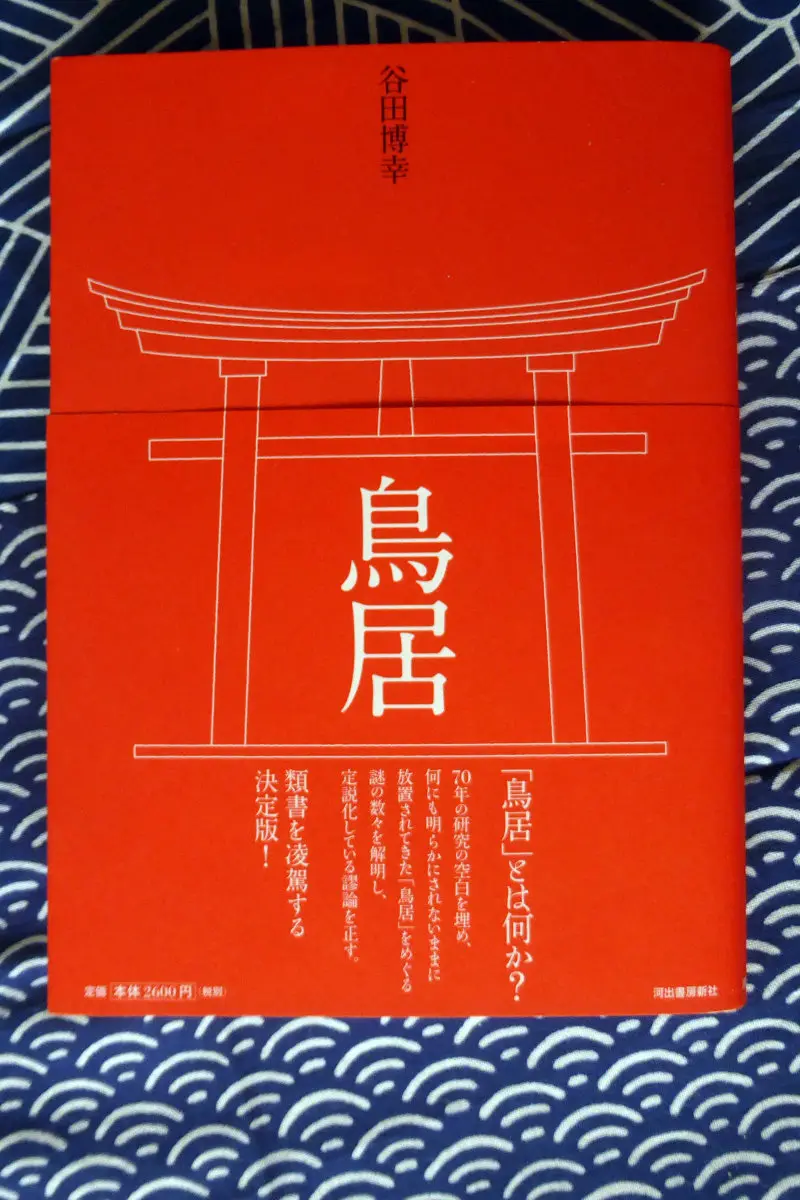 谷田博幸
鳥居
「鳥居」とは何か？
70年の研究の空白を埋め、
何にも明らかにされないままに
放置されてきた「鳥居」をめぐる
謎の数々を解明し、
定説化している謬論を正す。
類書を凌駕する
決定版！
定価 本体2600円（税別）
河出書房新社